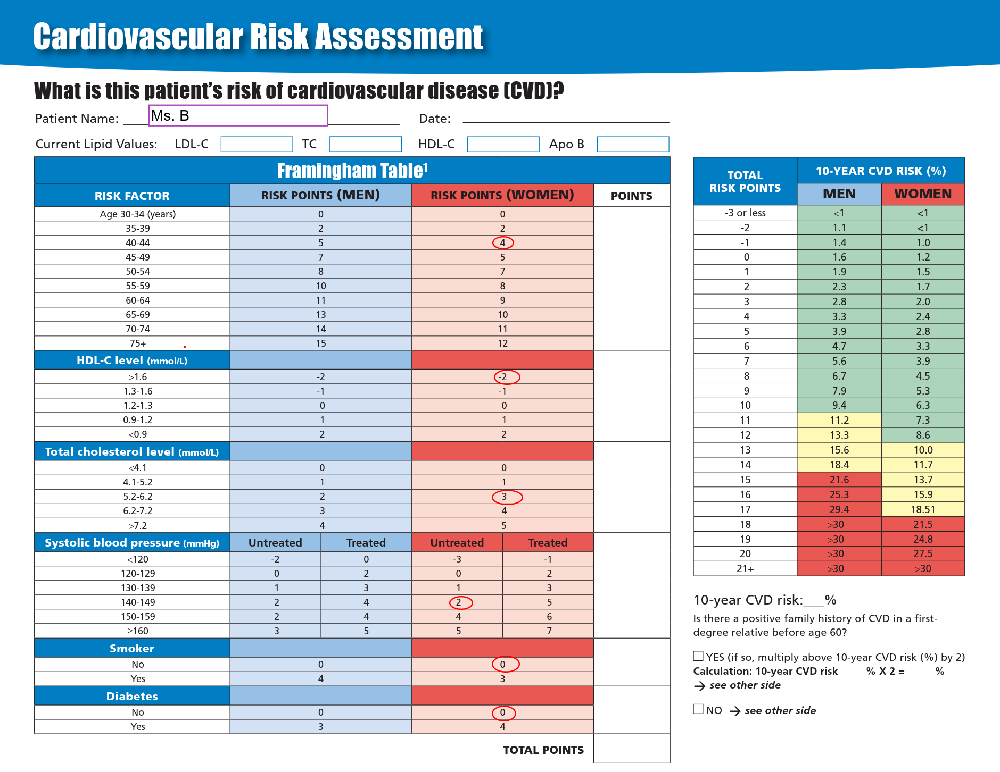 Cardiovascular Risk Assessment
What is this patient's risk of cardiovascular disease (CVD)?
Patient Name: Ms. B Date:
Current Lipid Values: LDL-C TC HDL-C Apo B
Framingham Table1
RISK FACTOR RISK POINTS (MEN) RISK POINTS (WOMEN) POINTS
Age 30-34 (years) 0 0
35-39 2 2
40-44 5 4
45-49 7 5
50-54 8 7
55-59 10 8
60-64 11 9
65-69 13 10
70-74 14 11
75+ 15 12
HDL-C level (mmol/L)
>1.6 -2 -2
1.3-1.6 -1 -1
1.2-1.3 0 0
0.9-1.2 1 1
<0.9 2 2
Total cholesterol level (mmol/L)
<4.1 0 0
4.1-5.2 1 1
5.2-6.2 2 3
6.2-7.2 3 4
>7.2 4 5
Systolic blood pressure (mmHg) Untreated Treated Untreated Treated
<120 -2 0 -3 -1
120-129 0 2 0 2
130-139 1 3 1 3
140-149 2 4 2 5
150-159 2 4 4 6
≥160 3 5 5 7
Smoker
No 0 0
Yes 4 3
Diabetes
No 0 0
Yes 3 4
TOTAL POINTS
TOTAL RISK POINTS 10-YEAR CVD RISK (%)
MEN WOMEN
-3 or less <1 <1
-2 1.1 <1
-1 1.4 1.0
0 1.6 1.2
1 1.9 1.5
2 2.3 1.7
3 2.8 2.0
4 3.3 2.4
5 3.9 2.8
6 4.7 3.3
7 5.6 3.9
8 6.7 4.5
9 7.9 5.3
10 9.4 6.3
11 11.2 7.3
12 13.3 8.6
13 15.6 10.0
14 18.4 11.7
15 21.6 13.7
16 25.3 15.9
17 29.4 18.51
18 >30 21.5
19 >30 24.8
20 >30 27.5
21+ >30 >30
10-year CVD risk:___%
Is there a positive family history of CVD in a first-
degree relative before age 60?
☐ YES (if so, multiply above 10-year CVD risk (%) by 2)
Calculation: 10-year CVD risk ____% X 2 = _____%
→ see other side
☐ NO → see other side